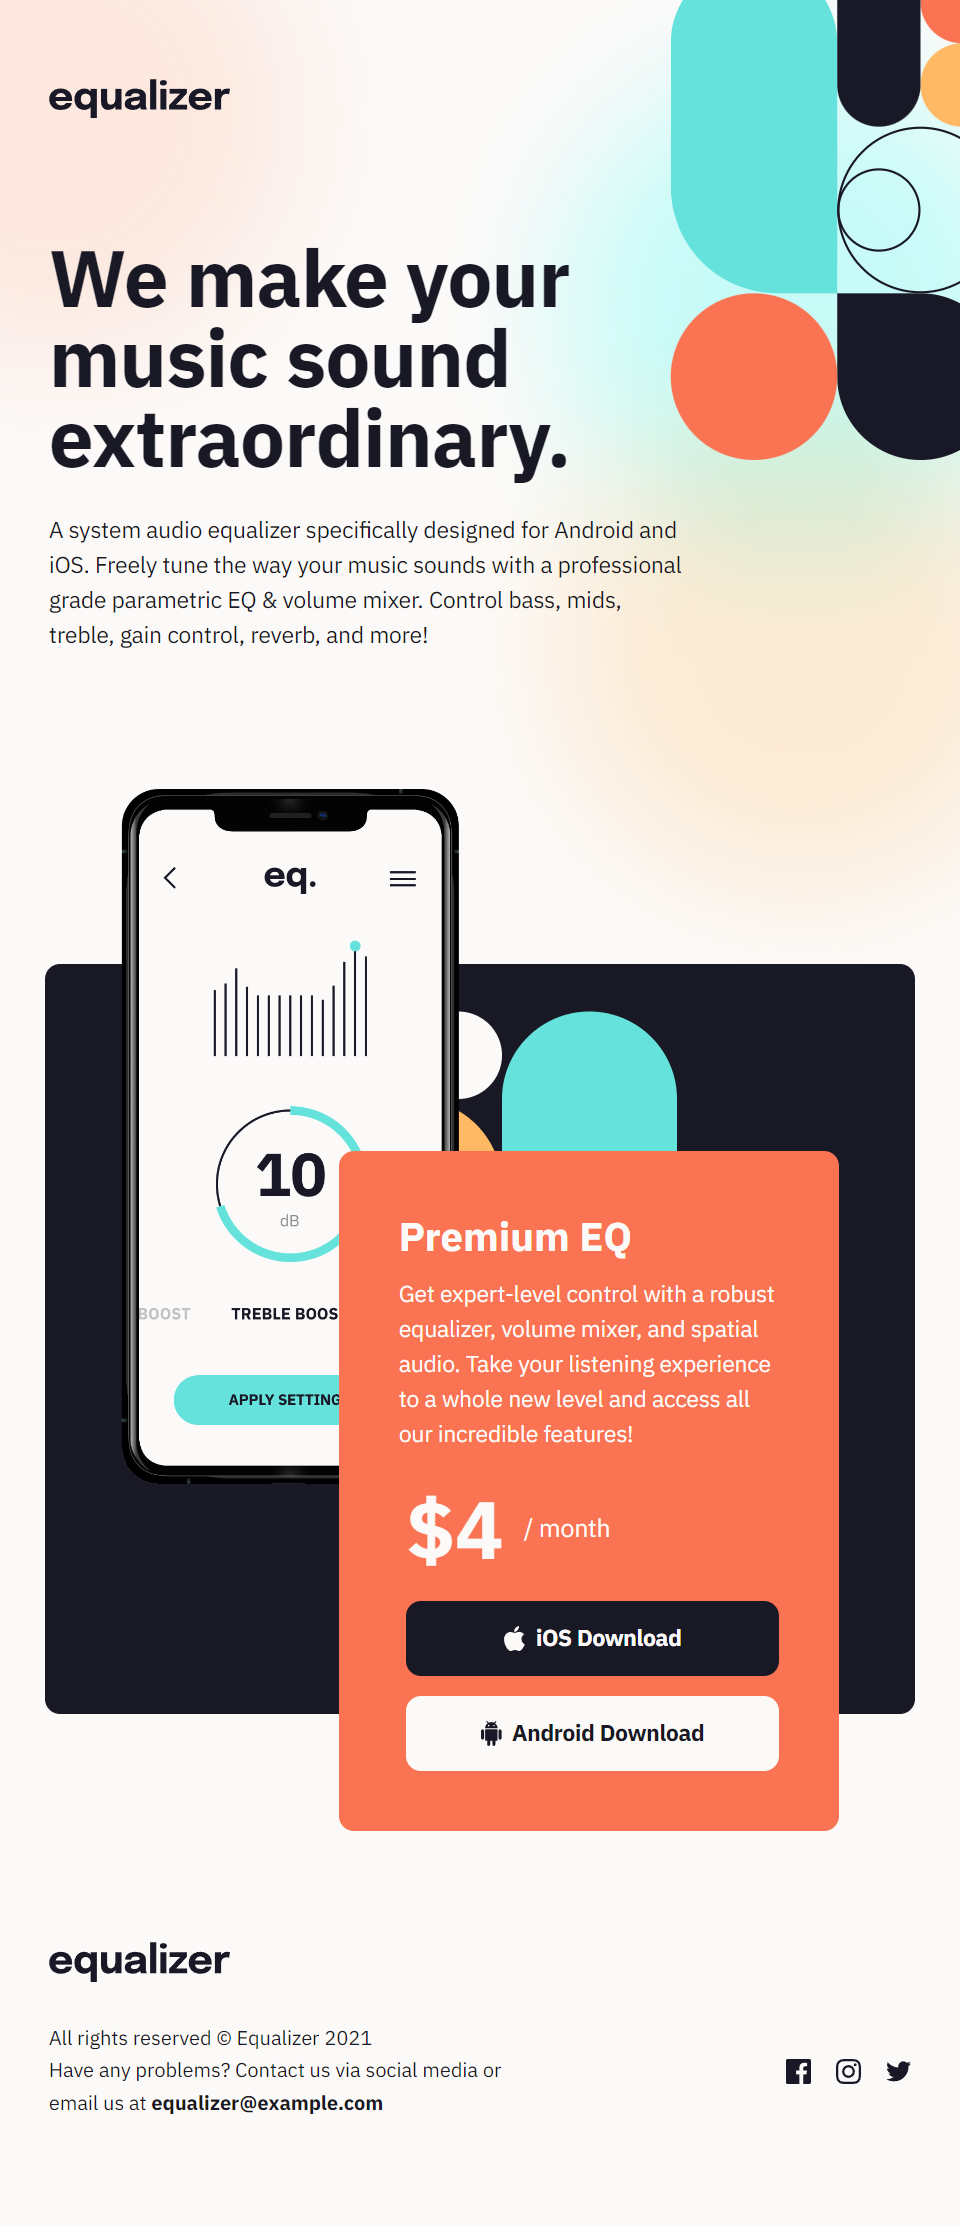 equalizer
We make your
music sound
extraordinary.
A system audio equalizer specifically designed for Android and
iOS. Freely tune the way your music sounds with a professional
grade parametric EQ & volume mixer. Control bass, mids,
treble, gain control, reverb, and more!
eq.
10
dB
BOOST TREBLE BOOS
APPLY SETTING
Premium EQ
Get expert-level control with a robust
equalizer, volume mixer, and spatial
audio. Take your listening experience
to a whole new level and access all
our incredible features!
$4 / month
iOS Download
Android Download
equalizer
All rights reserved © Equalizer 2021
Have any problems? Contact us via social media or
email us at equalizer@example.com